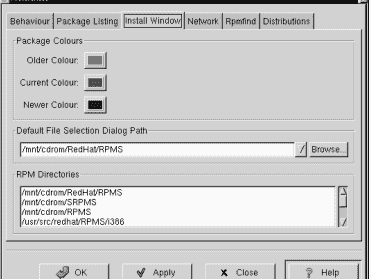 Behaviour Package Listing Install Window Network Rpmfind Distributions
Package Colours
Older Colour:
Current Colour:
Newer Colour:
Default File Selection Dialog Path
/mnt/cdrom/RedHat/RPMS / Browse...
RPM Directories
/mnt/cdrom/RedHat/RPMS
/mnt/cdrom/SRPMS
/mnt/cdrom/RPMS
/usr/src/redhat/RPMS/i386
OK Apply Close Help